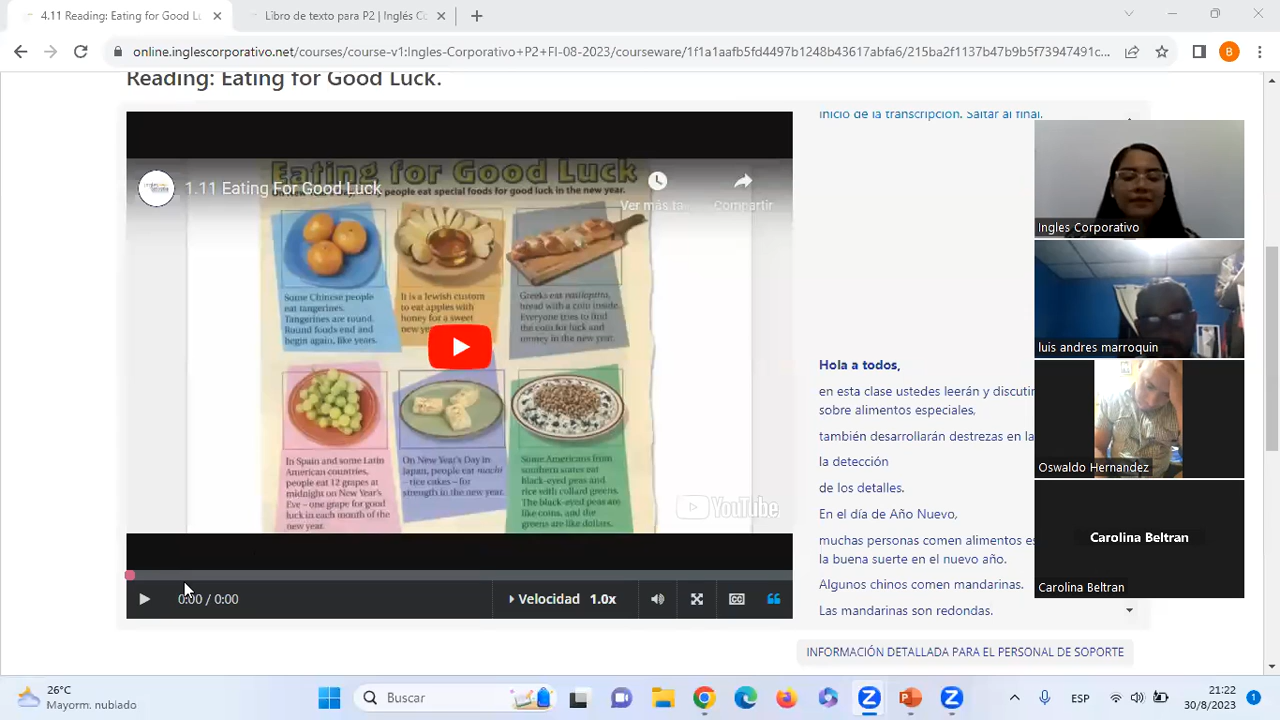 4.11 Reading: Eating for Good Lu
Libro de texto para P2 | Inglés Co
online.inglescorporativo.net/courses/course-v1:Ingles-Corporativo+P2+FI-08-2023/courseware/1f1a1aafb5fd4497b1248b43617abfa6/215ba2f1137b47b9b5f73947491c...
B
Reading: Eating for Good Luck.
Eating for Good Luck
people eat special foods for good luck in the new year.
1.11 Eating For Good Luck
Ver más ta...
Compartir
Some Chinese people
eat tangerines.
Tangerines are round.
Round foods end and
begin again, like years.
It is a Jewish custom
to eat apples with
honey for a sweet
new year
Greeks eat
bread with a coin inside.
Everyone tries to find
the coin for luck and
money in the new year.
In Spain and some Latin
American countries,
people eat 12 grapes at
midnight on New Year's
Eve – one grape for good
luck in each month of the
new year.
On New Year's Day in
Japan, people eat mochi
– rice cakes – for
strength in the new year.
Some Americans from
southern states eat
black-eyed peas and
rice with collard greens.
The black-eyed peas are
like coins, and the
greens are like dollars.
YouTube
0:00 / 0:00
Velocidad 1.0x
Inicio de la transcripción. Saltar al final.
Hola a todos,
en esta clase ustedes leerán y discutir
sobre alimentos especiales,
también desarrollarán destrezas en la
la detección
de los detalles.
En el día de Año Nuevo,
muchas personas comen alimentos es
la buena suerte en el nuevo año.
Algunos chinos comen mandarinas.
Las mandarinas son redondas.
INFORMACIÓN DETALLADA PARA EL PERSONAL DE SOPORTE
Ingles Corporativo
luis andres marroquin
Oswaldo Hernandez
Carolina Beltran
Carolina Beltran
26°C
Mayorm. nublado
Buscar
ESP
21:22
30/8/2023
1